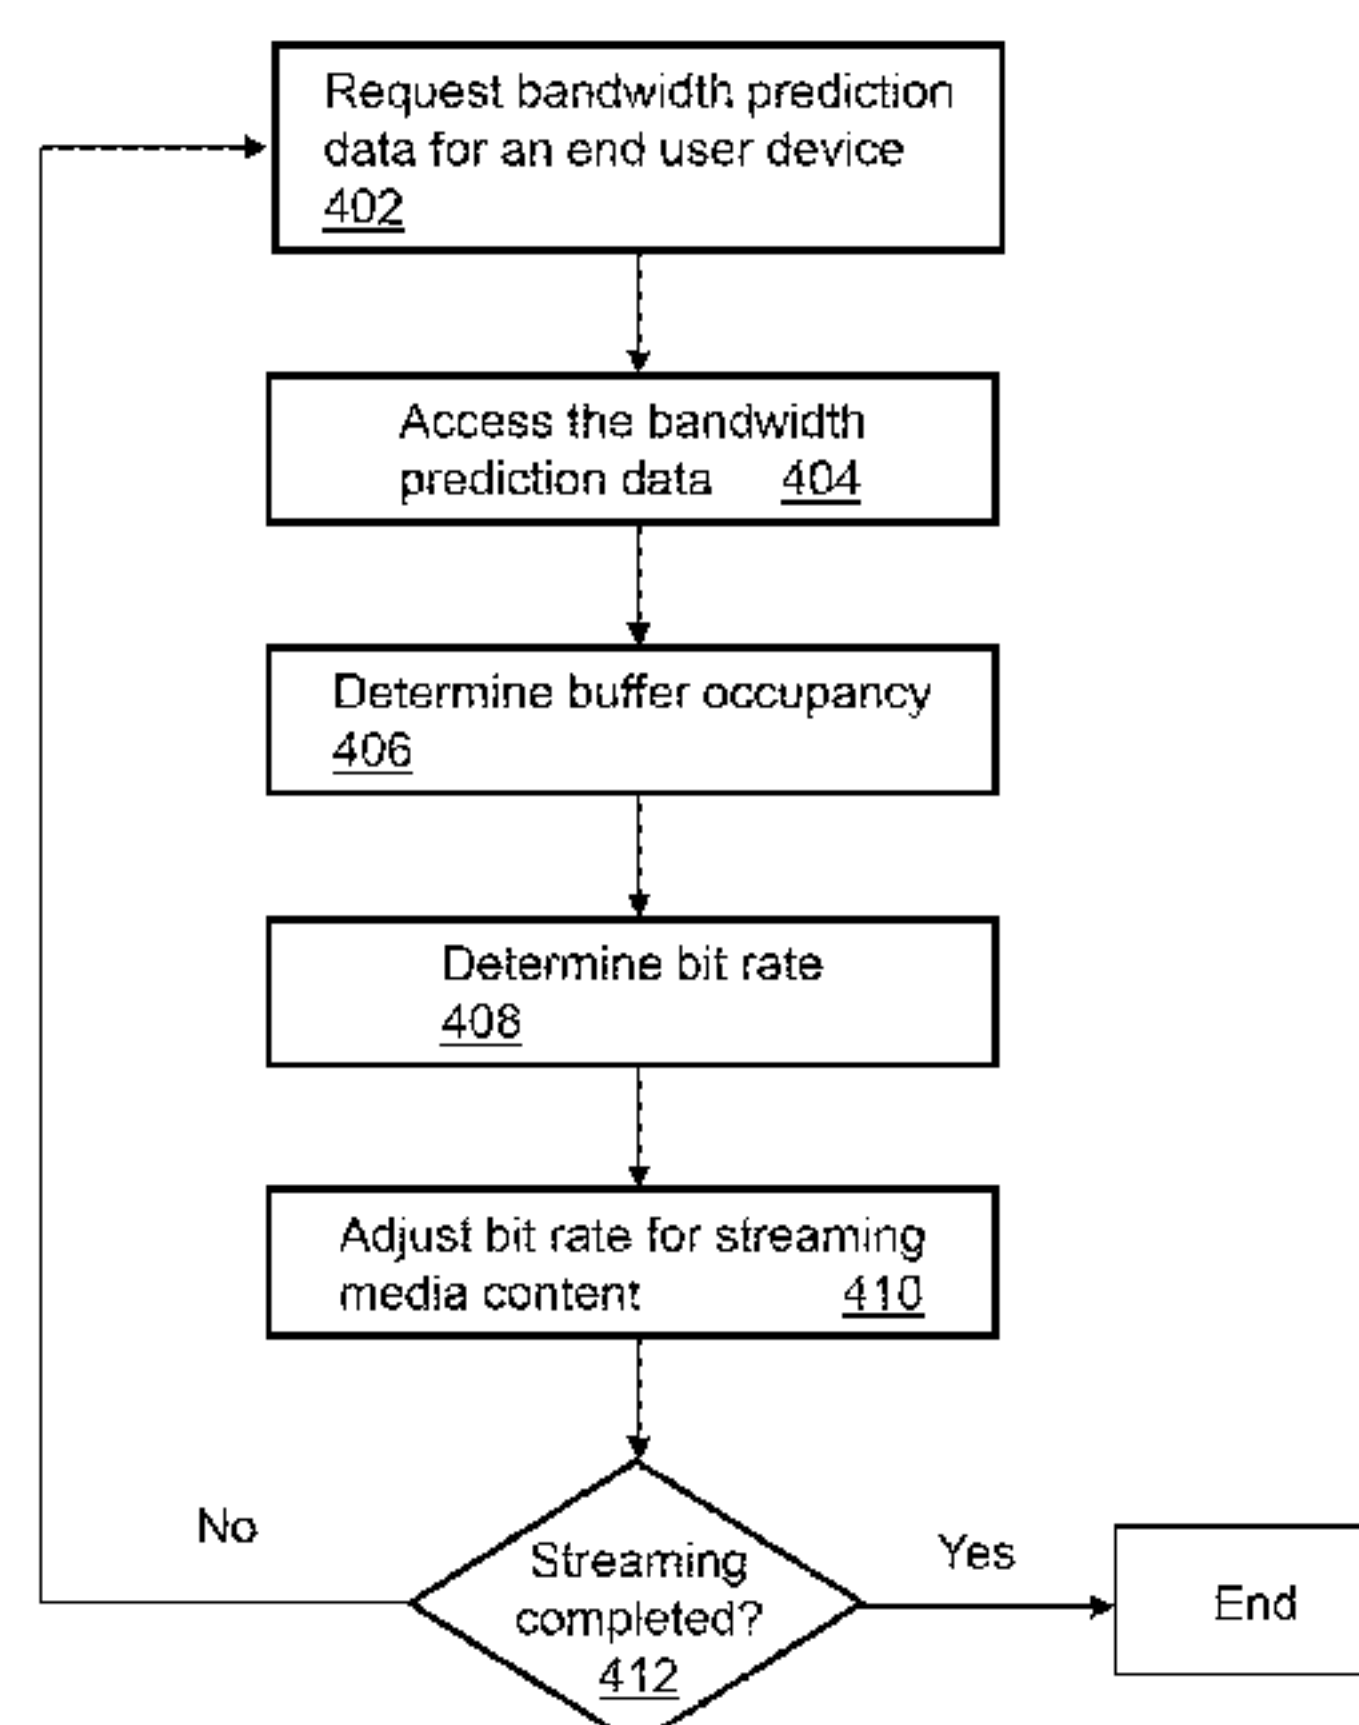 Request bandwidth prediction
data for an end user device
402
Access the bandwidth
prediction data 404
Determine buffer occupancy
406
Determine bit rate
408
Adjust bit rate for streaming
media content 410
No
Streaming
completed?
412
Yes
End